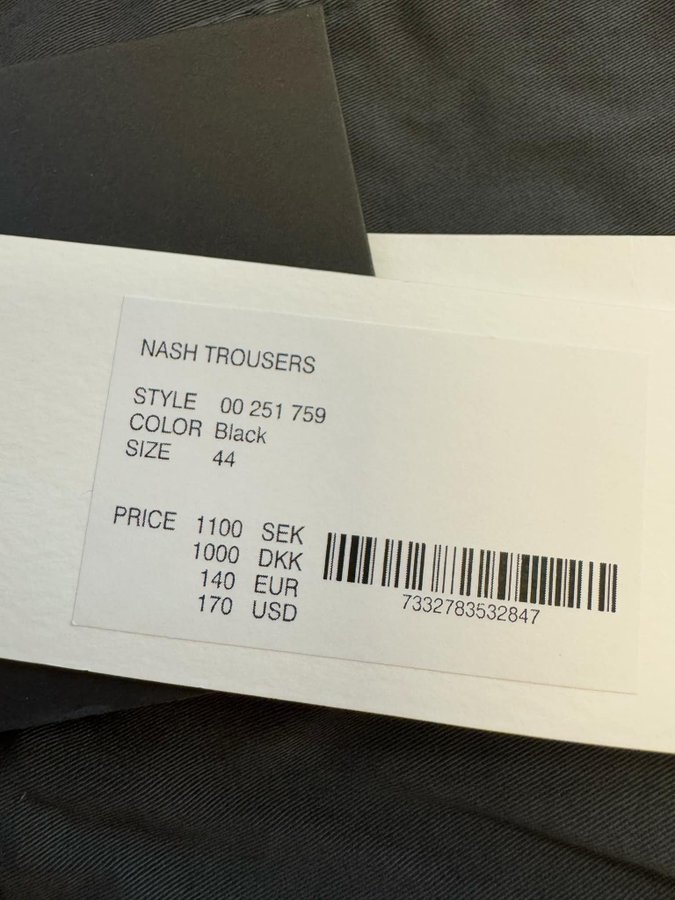 NASH TROUSERS
STYLE 00 251 759
COLOR Black
SIZE 44
PRICE 1100 SEK
1000 DKK
140 EUR
170 USD
7332783532847